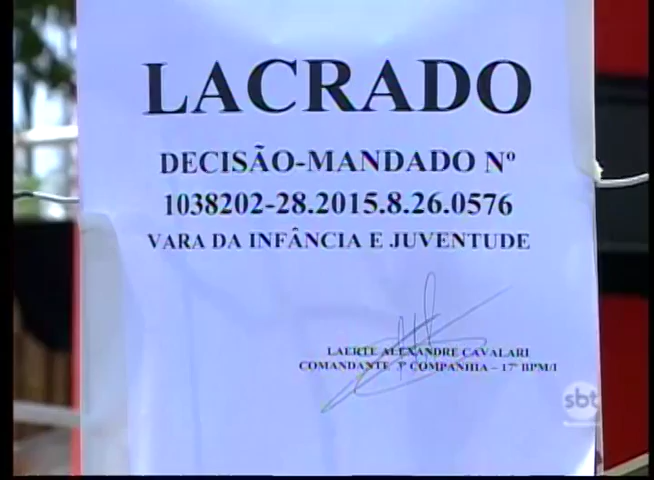 LACRADO
DECISÃO-MANDADO Nº
1038202-28.2015.8.26.0576
VARA DA INFÂNCIA E JUVENTUDE
LAERTE ALEXANDRE CAVALARI
COMANDANTE 3ª COMPANHIA – 17º BPM/I
sbt